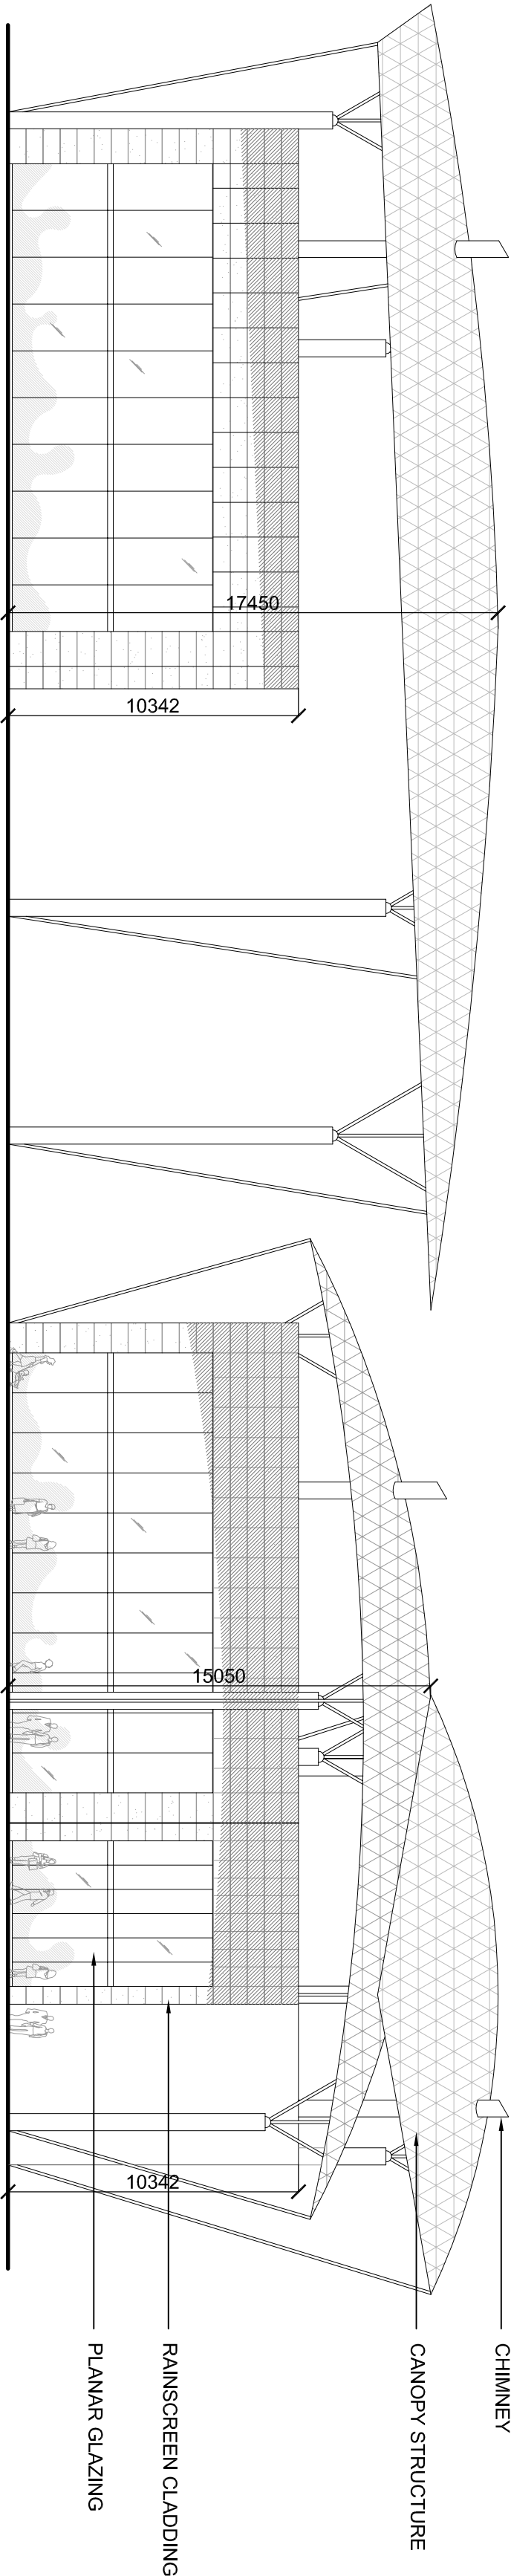 17450
10342
15050
10342
CHIMNEY
CANOPY STRUCTURE
RAINSCREEN CLADDING
PLANAR GLAZING